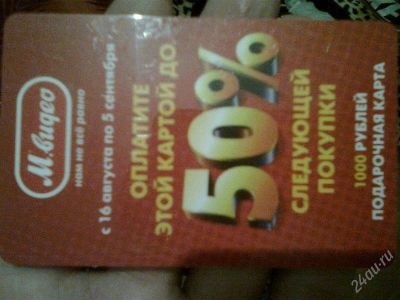 М.видео
нам не всё равно
с 16 августа по 5 сентября
ОПЛАТИТЕ
ЭТОЙ КАРТОЙ ДО
50%
СЛЕДУЮЩЕЙ
ПОКУПКИ
1000 РУБЛЕЙ
ПОДАРОЧНАЯ КАРТА
24au.ru